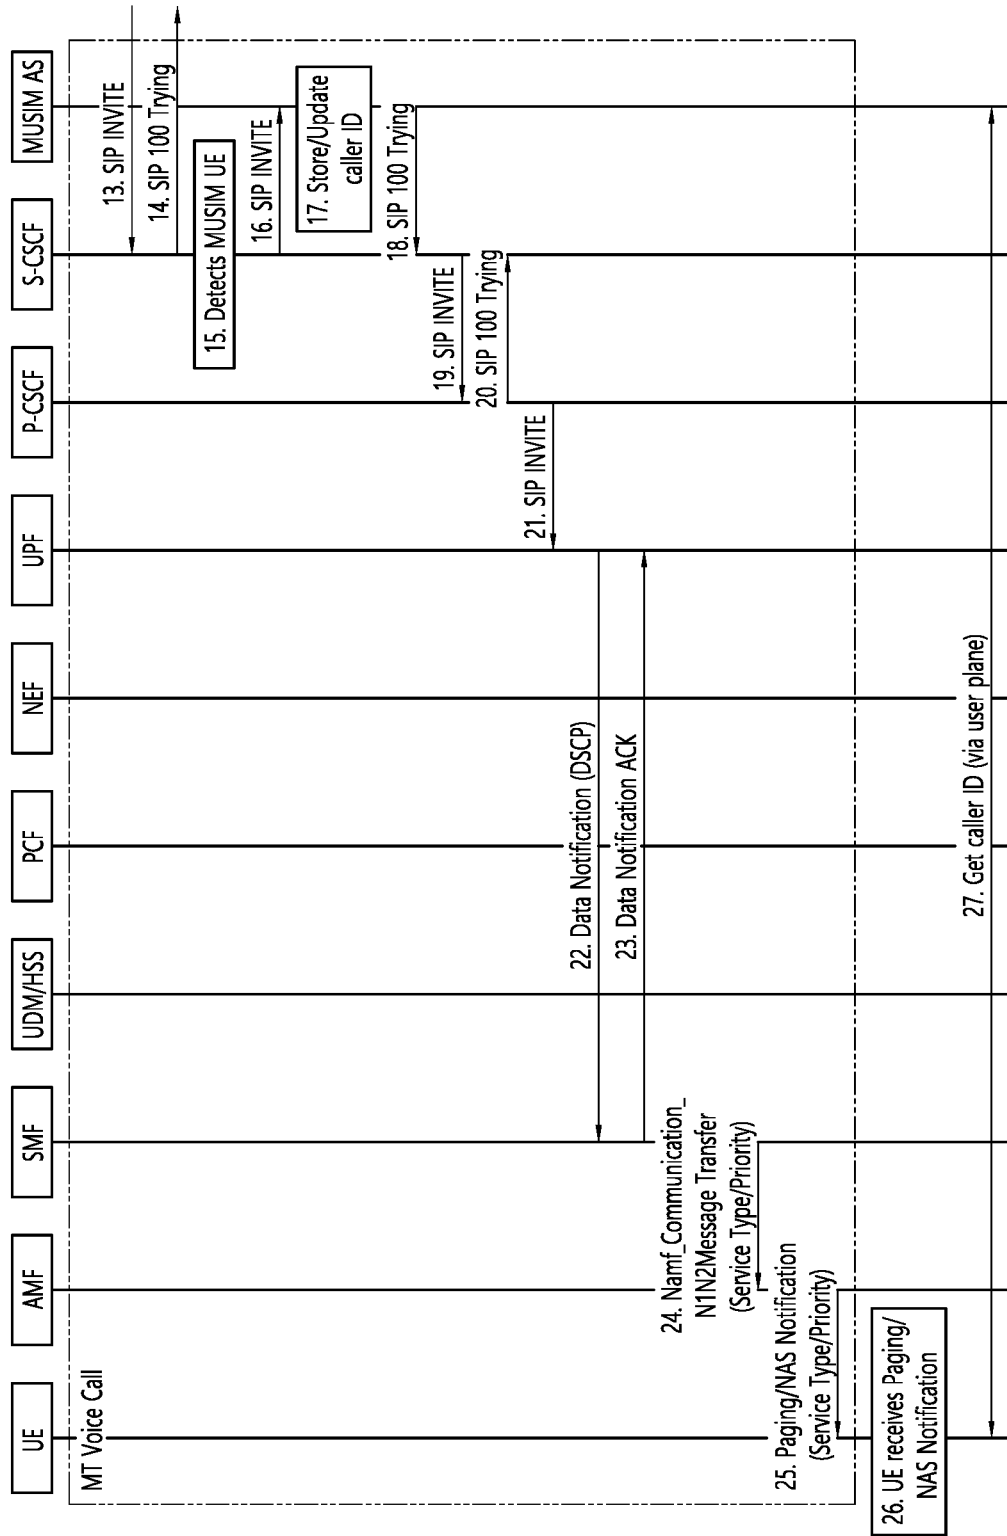 UE
AMF
SMF
UDM/HSS
PCF
NEF
UPF
P-CSCF
S-CSCF
MUSIM AS
MT Voice Call
13. SIP INVITE
14. SIP 100 Trying
15. Detects MUSIM UE
16. SIP INVITE
17. Store/Update
caller ID
18. SIP 100 Trying
19. SIP INVITE
20. SIP 100 Trying
21. SIP INVITE
22. Data Notification (DSCP)
23. Data Notification ACK
24. Namf_Communication_
N1N2Message Transfer
(Service Type/Priority)
25. Paging/NAS Notification
(Service Type/Priority)
26. UE receives Paging/
NAS Notification
27. Get caller ID (via user plane)